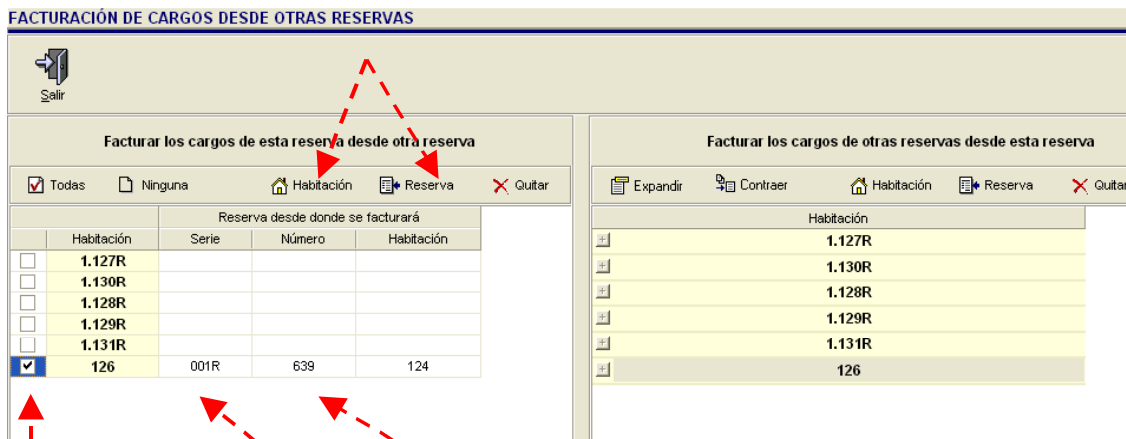 FACTURACIÓN DE CARGOS DESDE OTRAS RESERVAS
Salir
Facturar los cargos de esta reserva desde otra reserva
Todas Ninguna Habitación Reserva Quitar
Reserva desde donde se facturará
Habitación Serie Número Habitación
1.127R
1.130R
1.128R
1.129R
1.131R
126 001R 639 124
Facturar los cargos de otras reservas desde esta reserva
Expandir Contraer Habitación Reserva Quitar
Habitación
1.127R
1.130R
1.128R
1.129R
1.131R
126